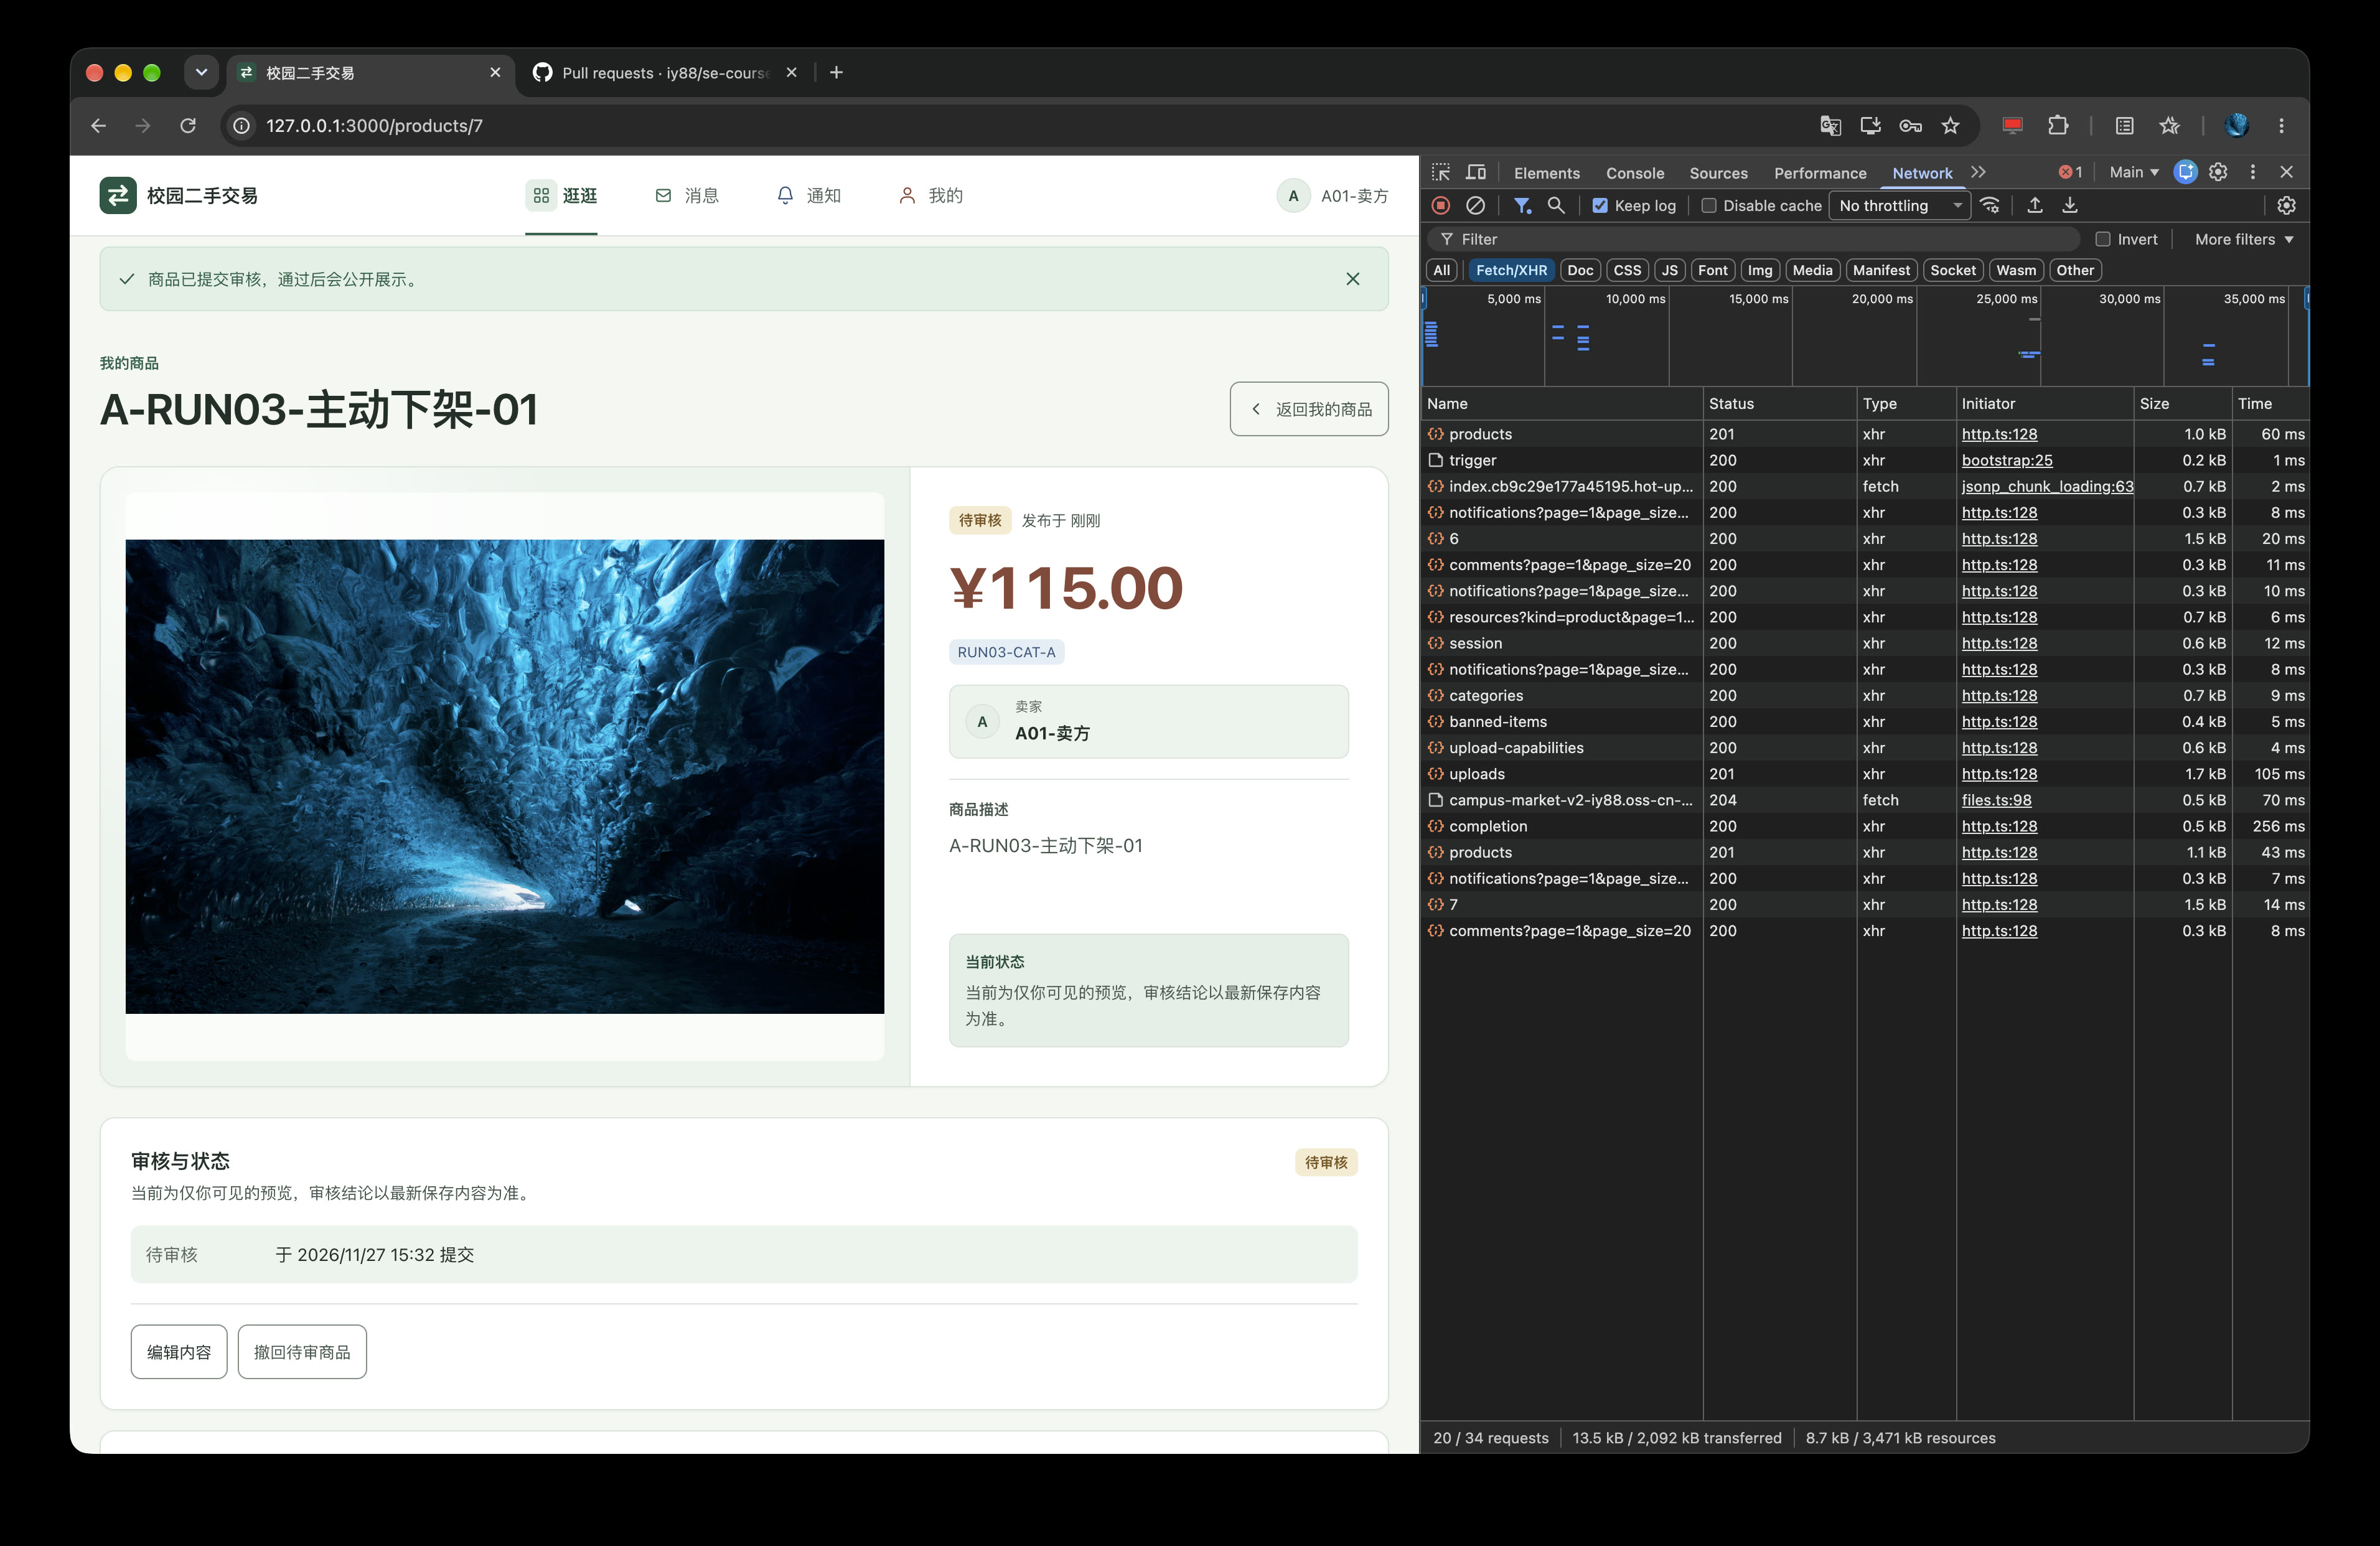 校园二手交易
Pull requests · iy88/se-course
127.0.0.1:3000/products/7
校园二手交易
逛逛
消息
通知
我的
A
A01-卖方
商品已提交审核，通过后会公开展示。
我的商品
A-RUN03-主动下架-01
返回我的商品
待审核 发布于 刚刚
¥115.00
RUN03-CAT-A
A
卖家
A01-卖方
商品描述
A-RUN03-主动下架-01
当前状态
当前为仅你可见的预览，审核结论以最新保存内容
为准。
审核与状态
待审核
当前为仅你可见的预览，审核结论以最新保存内容为准。
待审核 于 2026/11/27 15:32 提交
编辑内容
撤回待审商品
Elements Console Sources Performance Network 1 Main
Keep log Disable cache No throttling
Filter Invert More filters
All Fetch/XHR Doc CSS JS Font Img Media Manifest Socket Wasm Other
5,000 ms 10,000 ms 15,000 ms 20,000 ms 25,000 ms 30,000 ms 35,000 ms
Name Status Type Initiator Size Time
products 201 xhr http.ts:128 1.0 kB 60 ms
trigger 200 xhr bootstrap:25 0.2 kB 1 ms
index.cb9c29e177a45195.hot-up... 200 fetch jsonp_chunk_loading:63 0.7 kB 2 ms
notifications?page=1&page_size... 200 xhr http.ts:128 0.3 kB 8 ms
6 200 xhr http.ts:128 1.5 kB 20 ms
comments?page=1&page_size=20 200 xhr http.ts:128 0.3 kB 11 ms
notifications?page=1&page_size... 200 xhr http.ts:128 0.3 kB 10 ms
resources?kind=product&page=1... 200 xhr http.ts:128 0.7 kB 6 ms
session 200 xhr http.ts:128 0.6 kB 12 ms
notifications?page=1&page_size... 200 xhr http.ts:128 0.3 kB 8 ms
categories 200 xhr http.ts:128 0.7 kB 9 ms
banned-items 200 xhr http.ts:128 0.4 kB 5 ms
upload-capabilities 200 xhr http.ts:128 0.6 kB 4 ms
uploads 201 xhr http.ts:128 1.7 kB 105 ms
campus-market-v2-iy88.oss-cn-... 204 fetch files.ts:98 0.5 kB 70 ms
completion 200 xhr http.ts:128 0.5 kB 256 ms
products 201 xhr http.ts:128 1.1 kB 43 ms
notifications?page=1&page_size... 200 xhr http.ts:128 0.3 kB 7 ms
7 200 xhr http.ts:128 1.5 kB 14 ms
comments?page=1&page_size=20 200 xhr http.ts:128 0.3 kB 8 ms
20 / 34 requests 13.5 kB / 2,092 kB transferred 8.7 kB / 3,471 kB resources